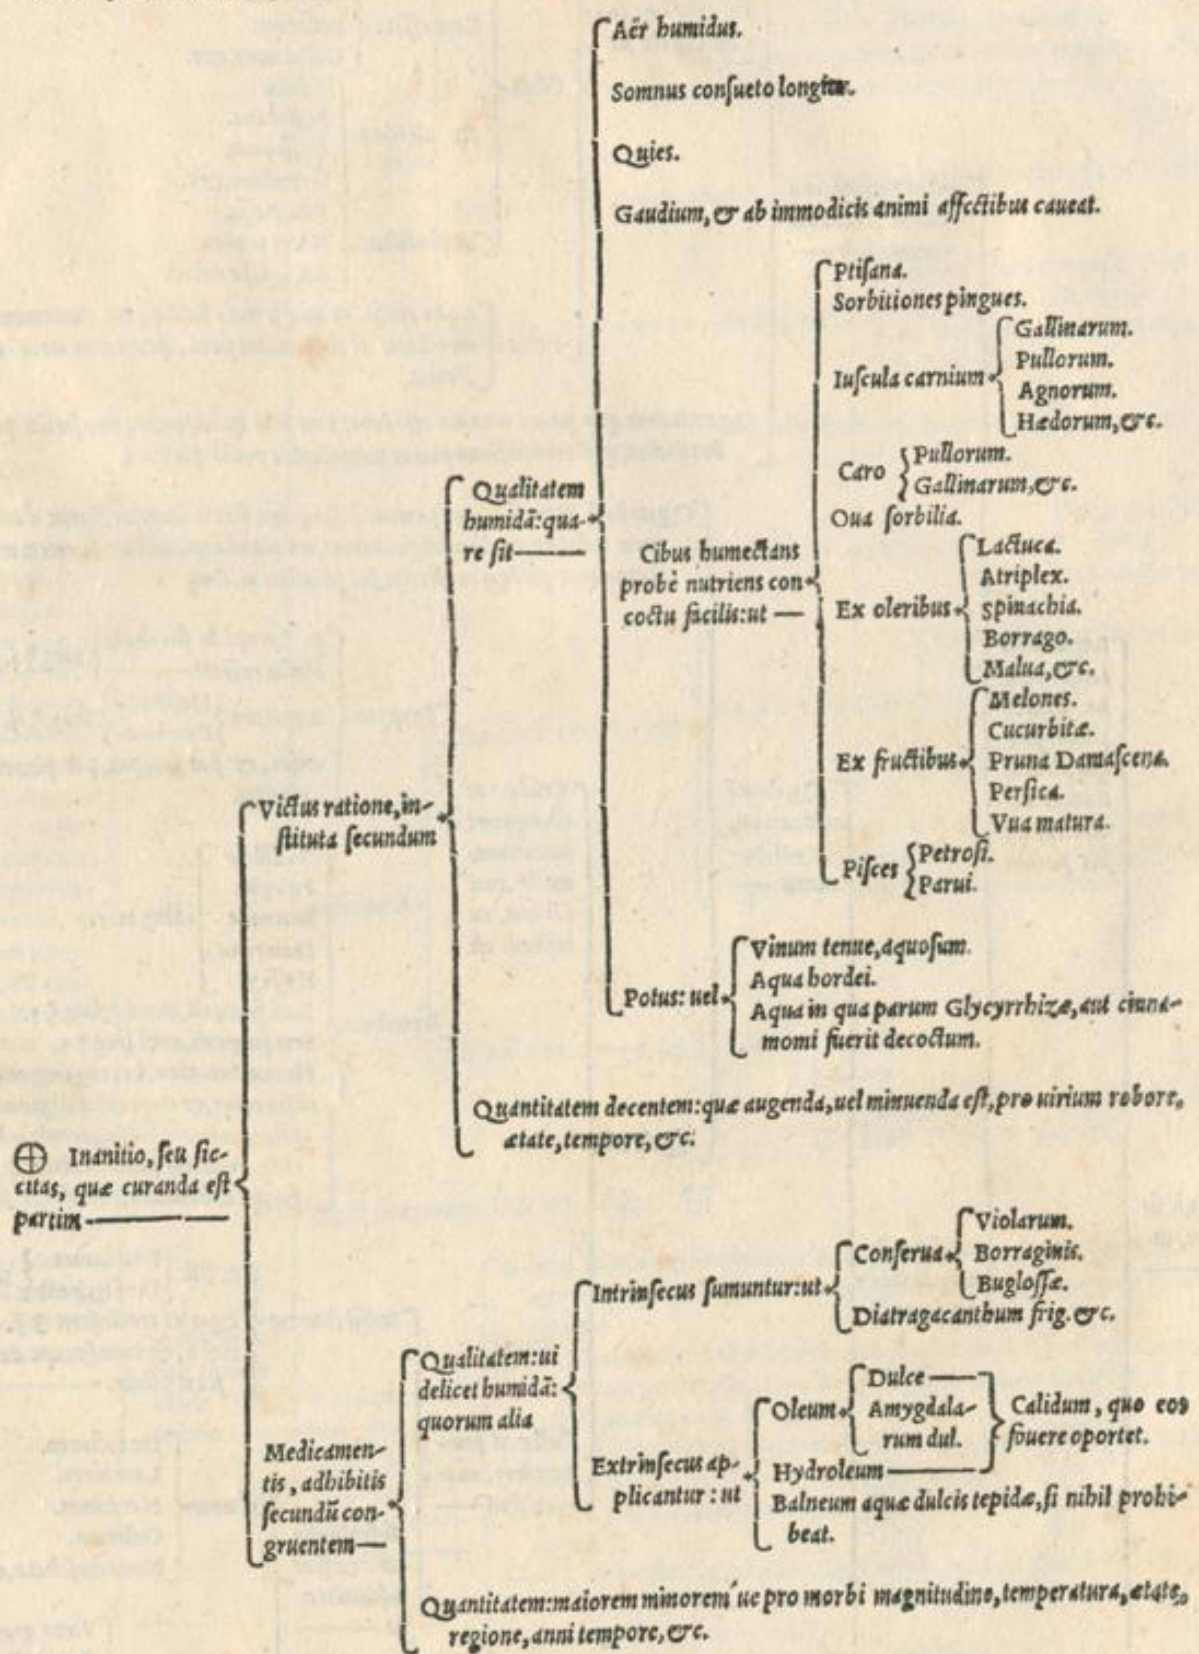 Aër humidus.
Somnus consueto longior.
Quies.
Gaudium, & ab immodicis animi affectibus caueat.
Ptisana.
Sorbitiones pingues.
Iuscula carnium
Gallinarum.
Pullorum.
Agnorum.
Hædorum, &c.
Caro
Pullorum.
Gallinarum, &c.
Oua sorbilia.
Qualitatem
humidã: qua-
re sit
Cibus humectans
probè nutriens con
coctu facilis: ut
Ex oleribus
Lactuca.
Atriplex.
Spinachia.
Borrago.
Malua, &c.
Ex fructibus
Melones.
Cucurbitæ.
Pruna Damascena.
Persica.
Vua matura.
Pisces
Petrosi.
Parui.
Victus ratione, in-
stituta secundum
Potus: uel
Vinum tenue, aquosum.
Aqua hordei.
Aqua in qua parum Glycyrrhizæ, aut cinna-
momi fuerit decoctum.
Quantitatem decentem: quæ augenda, uel minuenda est, pro uirium robore,
ætate, tempore, &c.
⊕ Inanitio, seu sic-
citas, quæ curanda est
partim
Medicamen-
tis, adhibitis
secundũ con-
gruentem
Qualitatem: ui
delicet humidã:
quorum alia
Intrinsecus sumuntur: ut
Conserua
Violarum.
Borraginis.
Buglossæ.
Diatragacanthum frig. &c.
Extrinsecus ap-
plicantur: ut
Oleum
Dulce
Amygdala-
rum dul.
Hydroleum
Calidum, quo eos
fouere oportet.
Balneum aquæ dulcis tepidæ, si nihil prohi-
beat.
Quantitatem: maiorem minorem´ue pro morbi magnitudine, temperatura, ætate,
regione, anni tempore, &c.